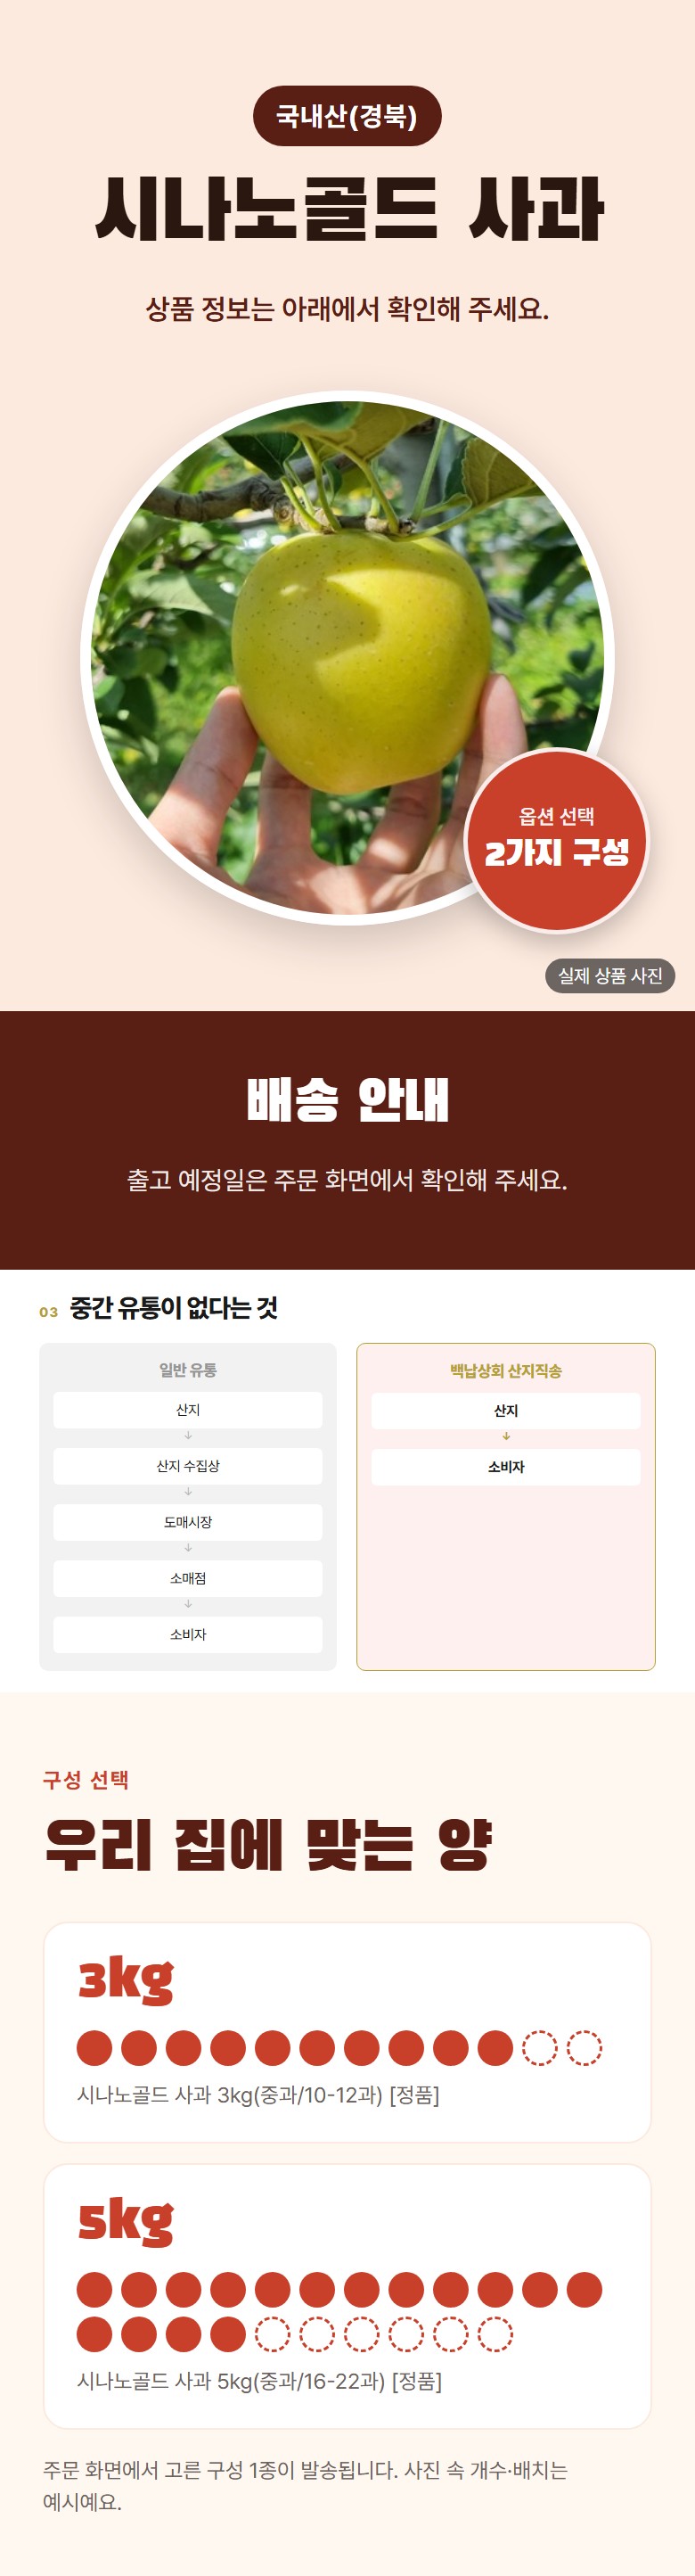 국내산(경북)
시나노골드 사과
상품 정보는 아래에서 확인해 주세요.
옵션 선택
2가지 구성
실제 상품 사진
배송 안내
출고 예정일은 주문 화면에서 확인해 주세요.
03 중간 유통이 없다는 것
일반 유통
산지
↓
산지 수집상
↓
도매시장
↓
소매점
↓
소비자
백납상회 산지직송
산지
↓
소비자
구성 선택
우리 집에 맞는 양
3kg
시나노골드 사과 3kg(중과/10-12과) [정품]
5kg
시나노골드 사과 5kg(중과/16-22과) [정품]
주문 화면에서 고른 구성 1종이 발송됩니다. 사진 속 개수·배치는
예시예요.